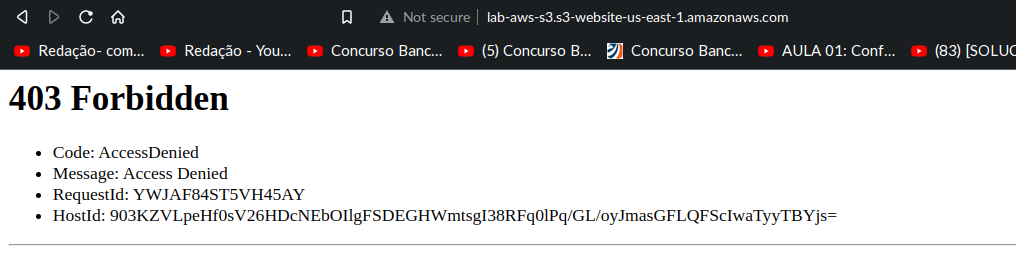 Not secure lab-aws-s3.s3-website-us-east-1.amazonaws.com
Redação- com... Redação - You... Concurso Banc... (5) Concurso B... Concurso Banc... AULA 01: Conf... (83) [SOLUC
403 Forbidden
• Code: AccessDenied
• Message: Access Denied
• RequestId: YWJAF84ST5VH45AY
• HostId: 903KZVLpeHf0sV26HDcNEbOIlgFSDEGHWmtsgI38RFq0lPq/GL/oyJmasGFLQFScIwaTyyTBYjs=